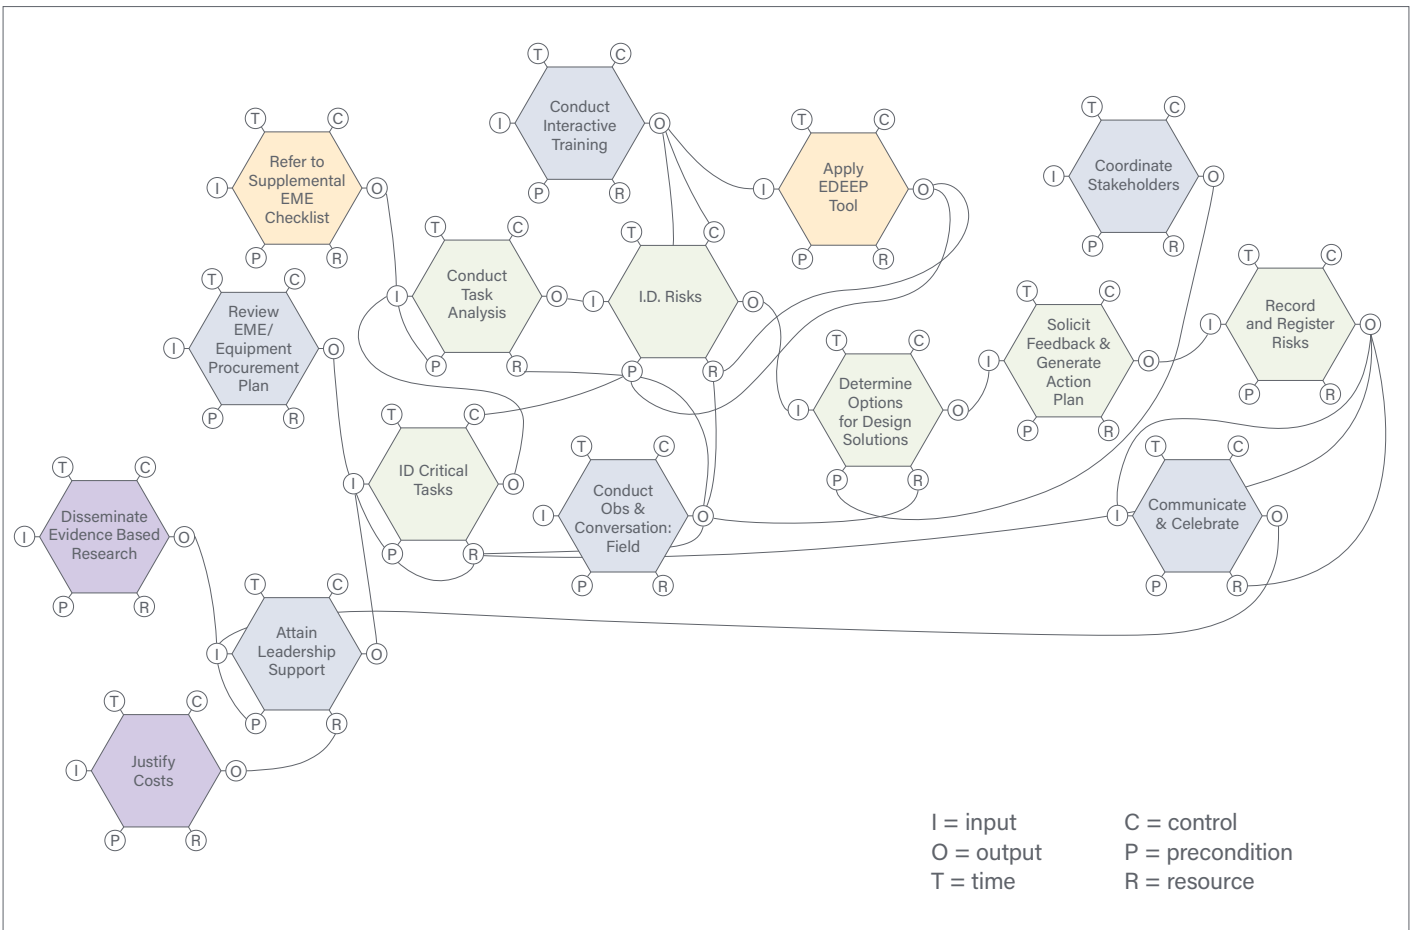 T C
Conduct
Interactive
Training
I O
P R
T C
Refer to
Supplemental
EME
Checklist
I O
P R
T C
Apply
EDEEP
Tool
I O
P R
T C
Coordinate
Stakeholders
I O
P R
T C
Conduct
Task
Analysis
I O
P R
T C
I.D. Risks
I O
P R
T C
Review
EME/
Equipment
Procurement
Plan
I O
P R
T C
Solicit
Feedback &
Generate
Action
Plan
I O
P R
T C
Record
and Register
Risks
I O
P R
T C
Determine
Options
for Design
Solutions
I O
P R
T C
ID Critical
Tasks
I O
P R
T C
Conduct
Obs &
Conversation:
Field
I O
P R
T C
Communicate
& Celebrate
I O
P R
T C
Disseminate
Evidence Based
Research
I O
P R
T C
Attain
Leadership
Support
I O
P R
T C
Justify
Costs
I O
P R
I = input
O = output
T = time
C = control
P = precondition
R = resource